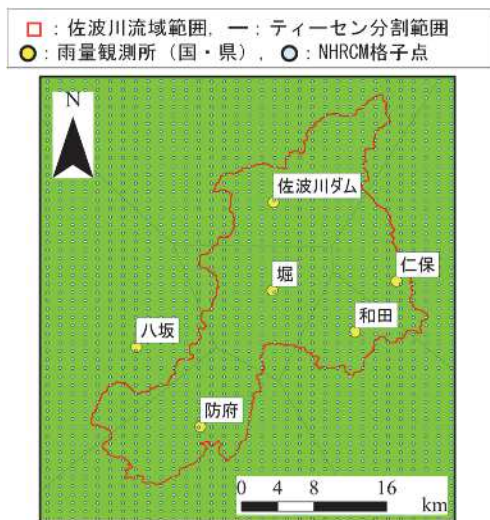 □：佐波川流域範囲，ー：ティーセン分割範囲
○：雨量観測所（国・県），○：NHRCM格子点
N
佐波川ダム
堀
仁保
和田
八坂
防府
0 4 8 16
km